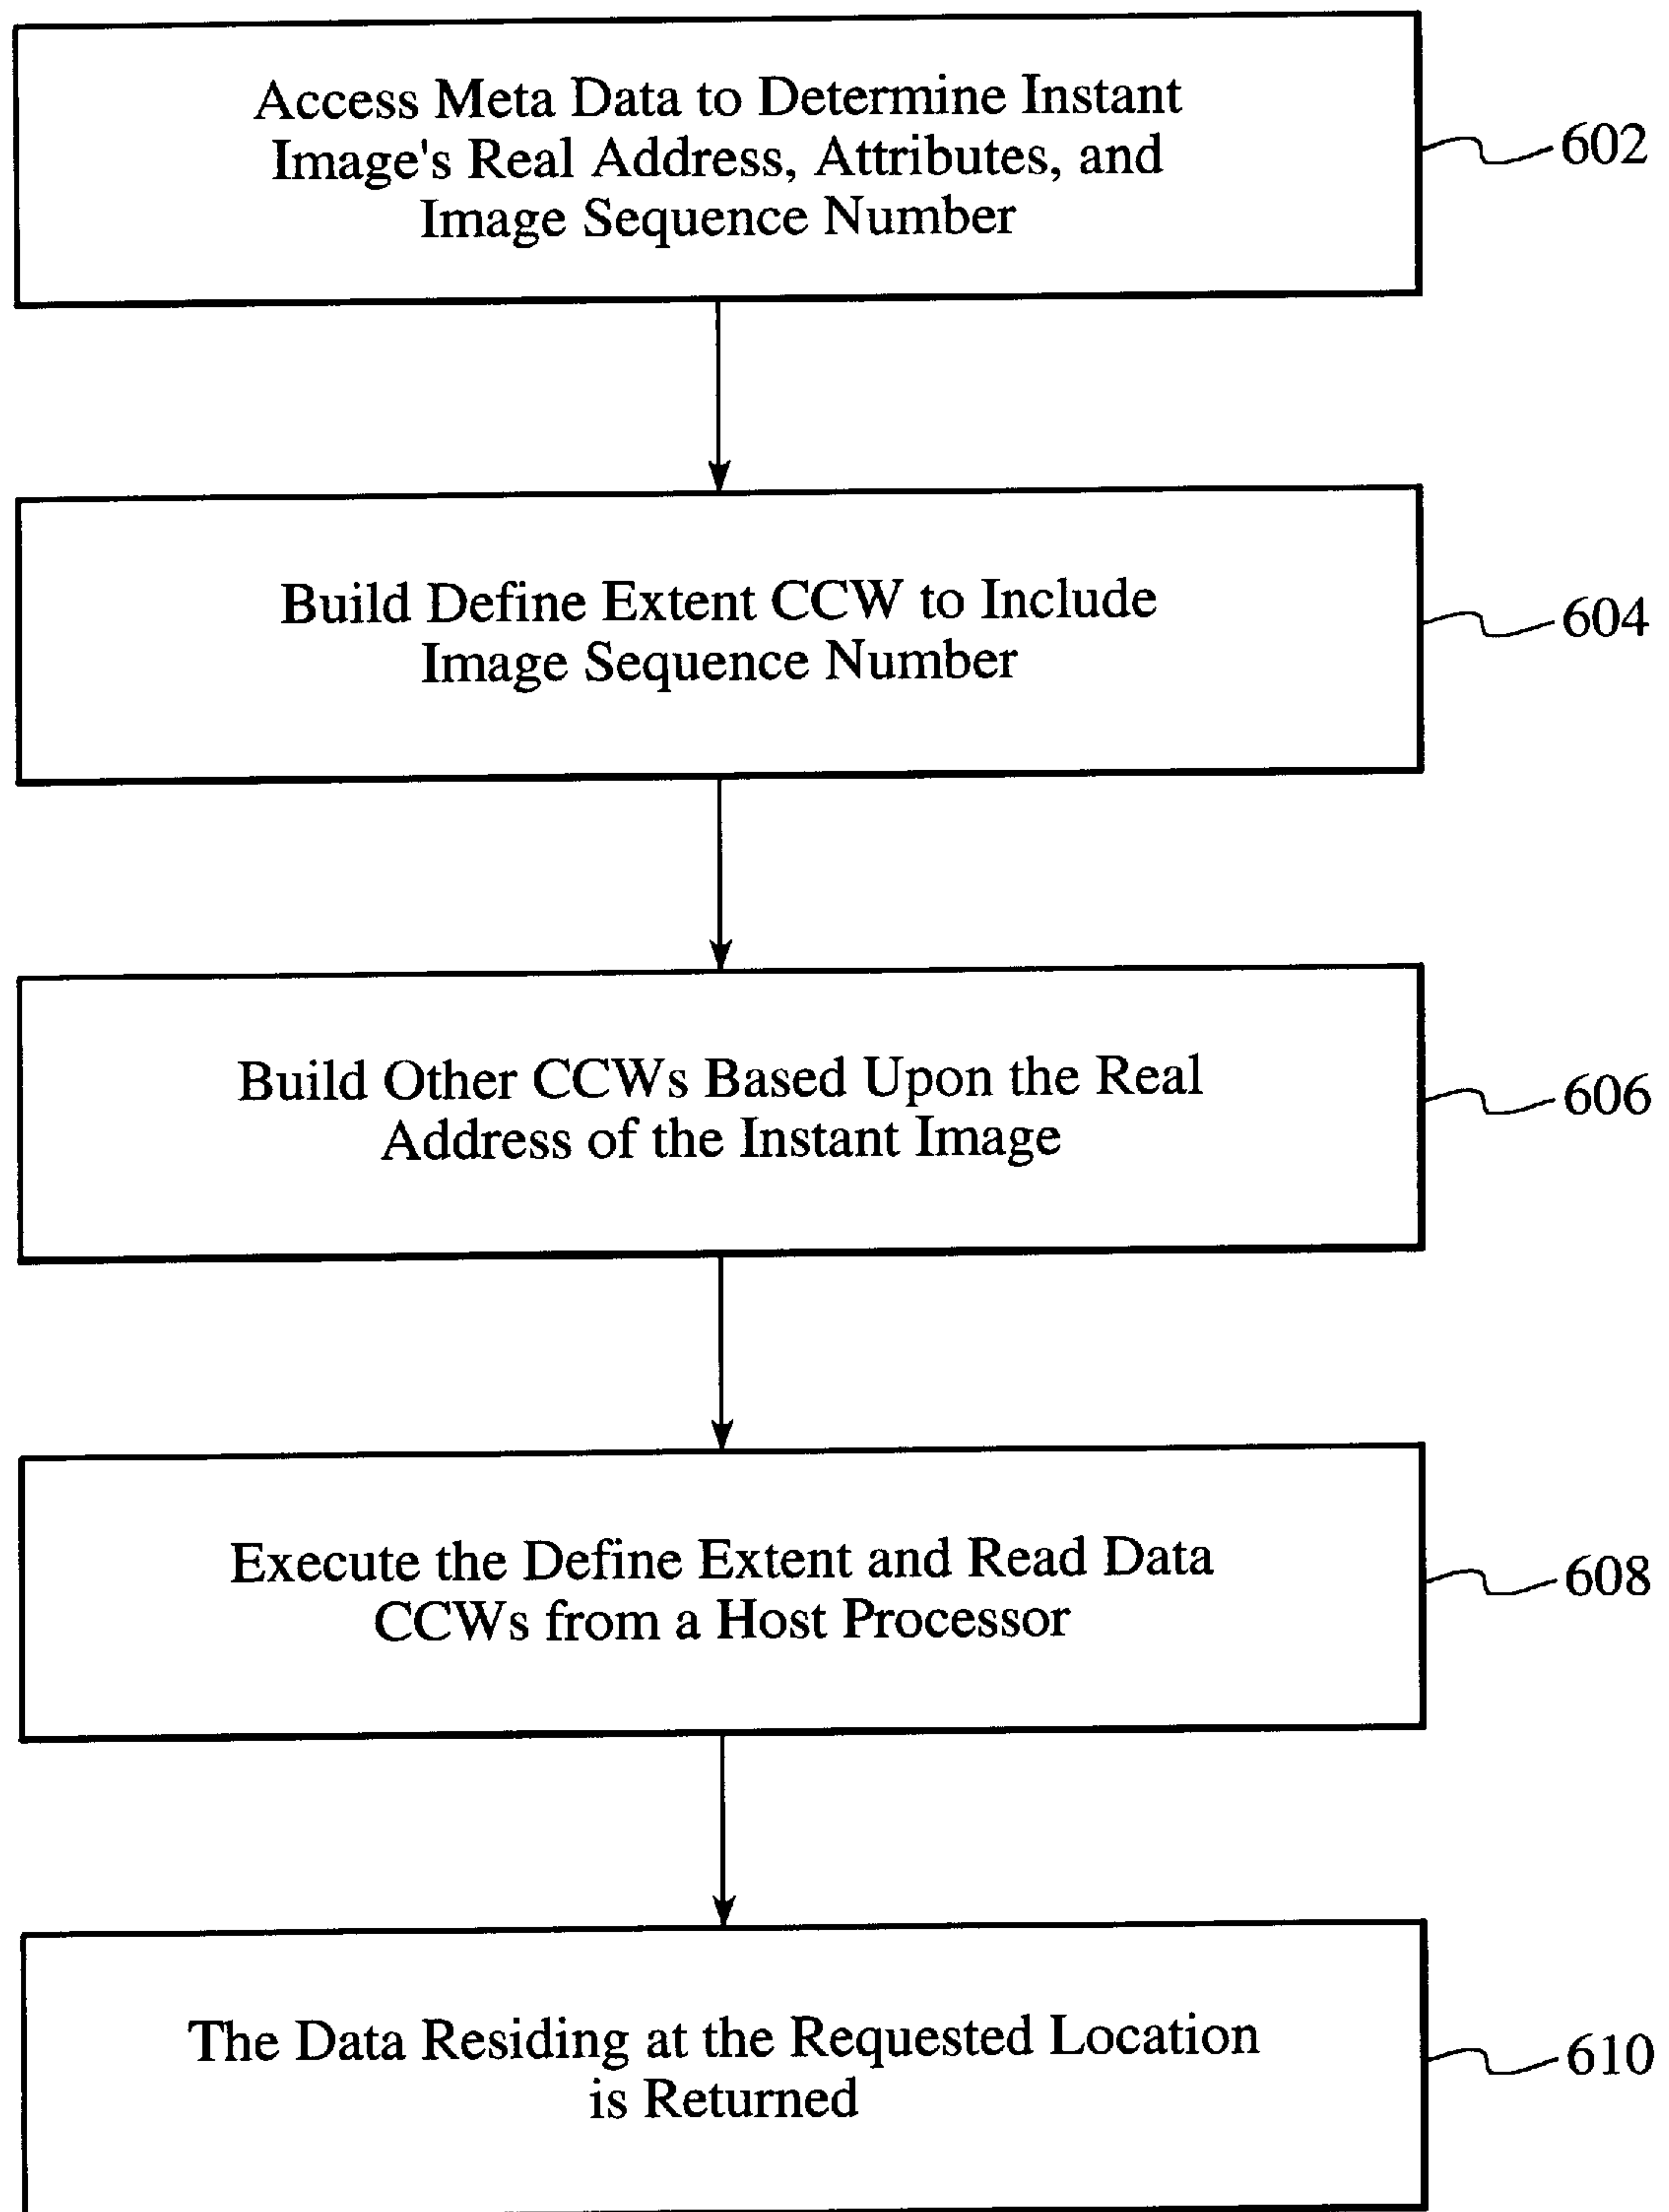 Access Meta Data to Determine Instant
Image's Real Address, Attributes, and
Image Sequence Number
602
Build Define Extent CCW to Include
Image Sequence Number
604
Build Other CCWs Based Upon the Real
Address of the Instant Image
606
Execute the Define Extent and Read Data
CCWs from a Host Processor
608
The Data Residing at the Requested Location
is Returned
610